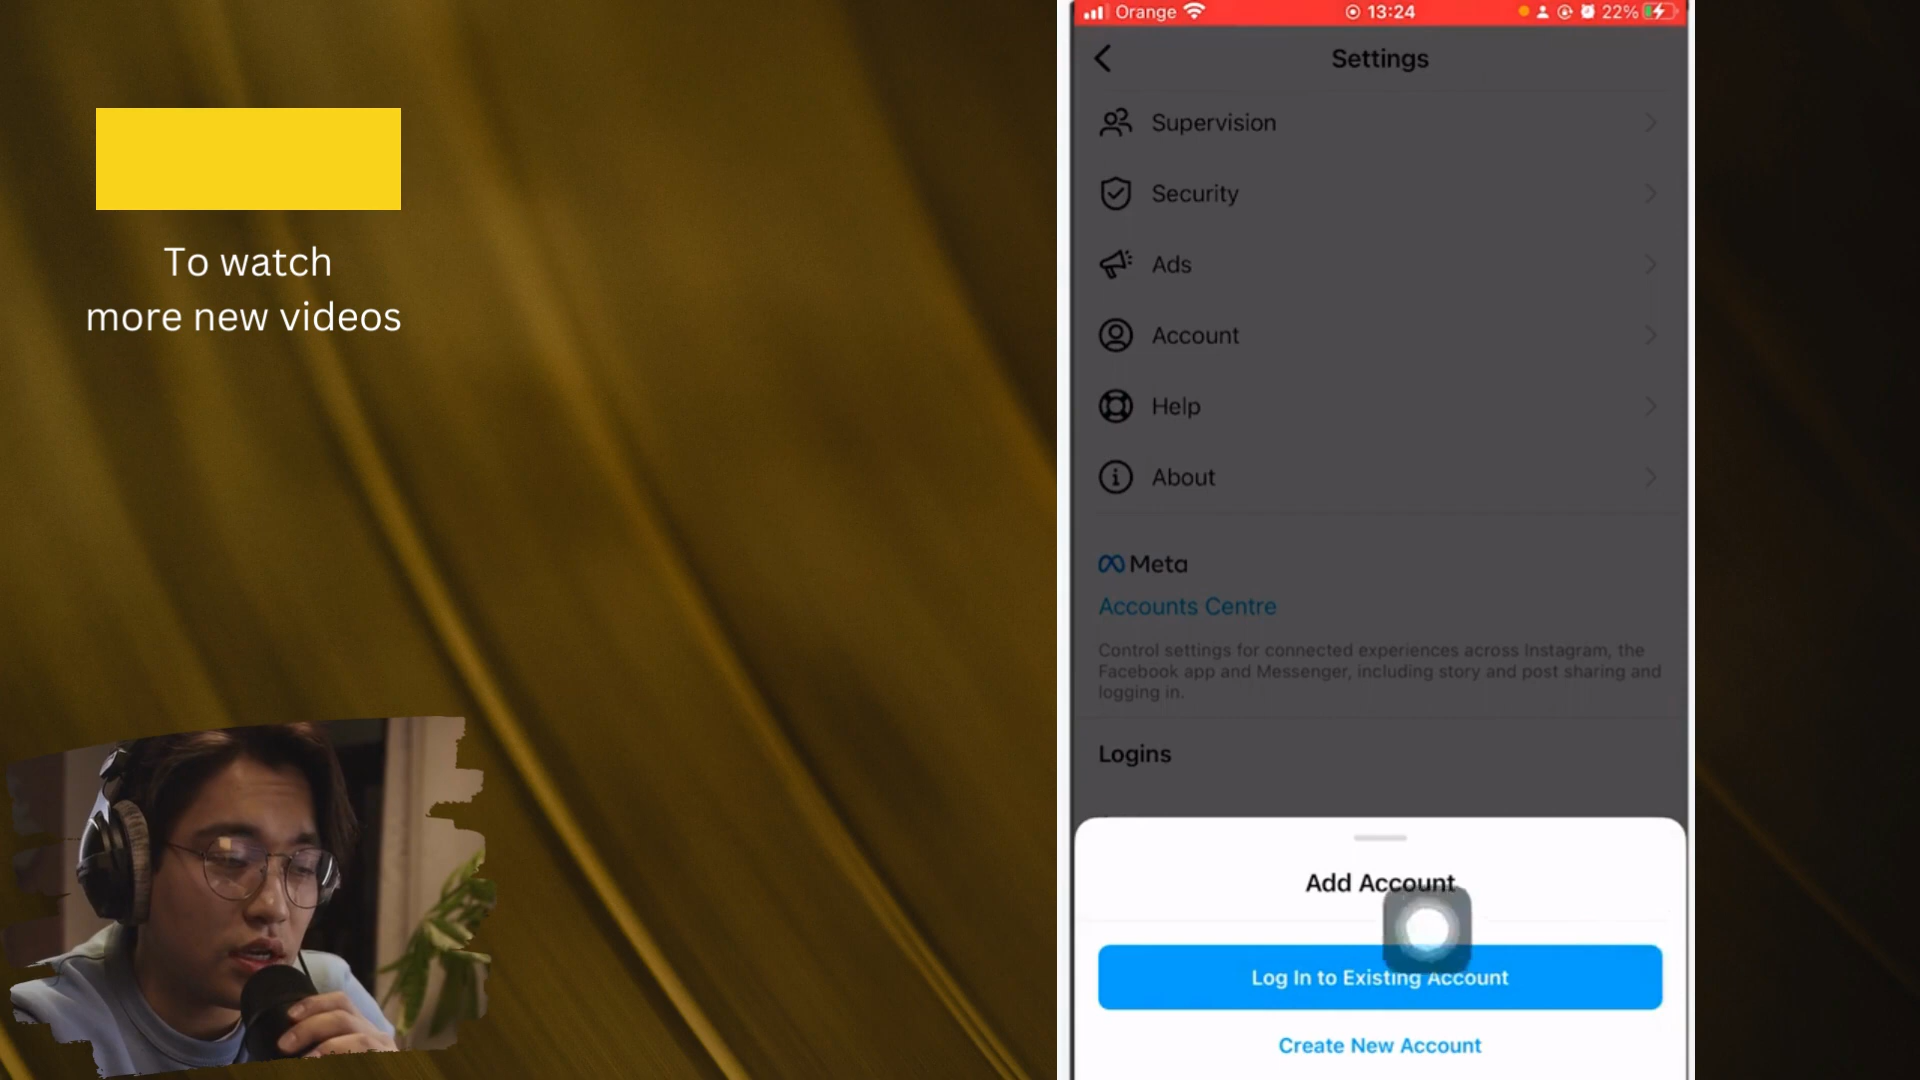 To watch
more new videos
Orange
13:24
22%
Settings
Supervision
Security
Ads
Account
Help
About
Meta
Accounts Centre
Control settings for connected experiences across Instagram, the
Facebook app and Messenger, including story and post sharing and
logging in.
Logins
Add Account
Log In to Existing Account
Create New Account